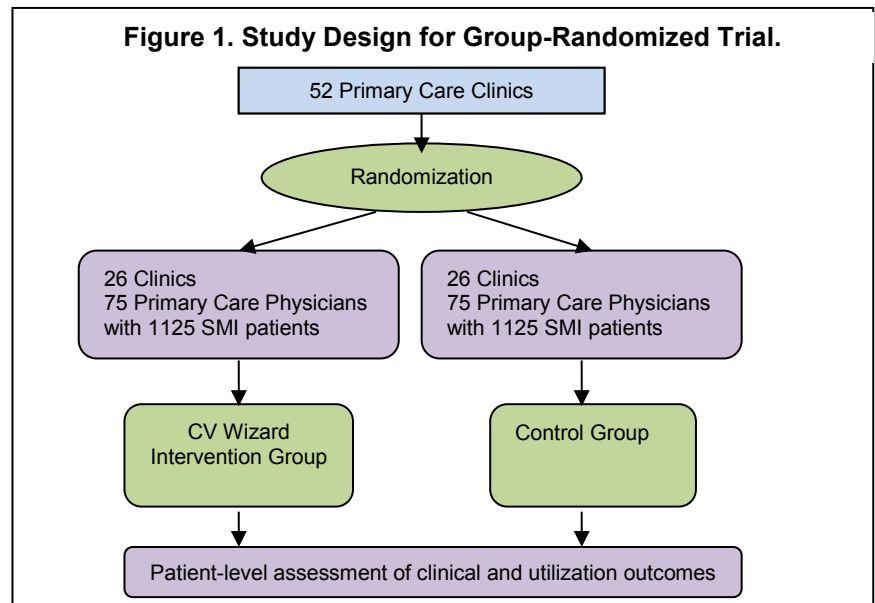 Figure 1. Study Design for Group-Randomized Trial.
52 Primary Care Clinics
Randomization
26 Clinics
75 Primary Care Physicians
with 1125 SMI patients
26 Clinics
75 Primary Care Physicians
with 1125 SMI patients
CV Wizard
Intervention Group
Control Group
Patient-level assessment of clinical and utilization outcomes